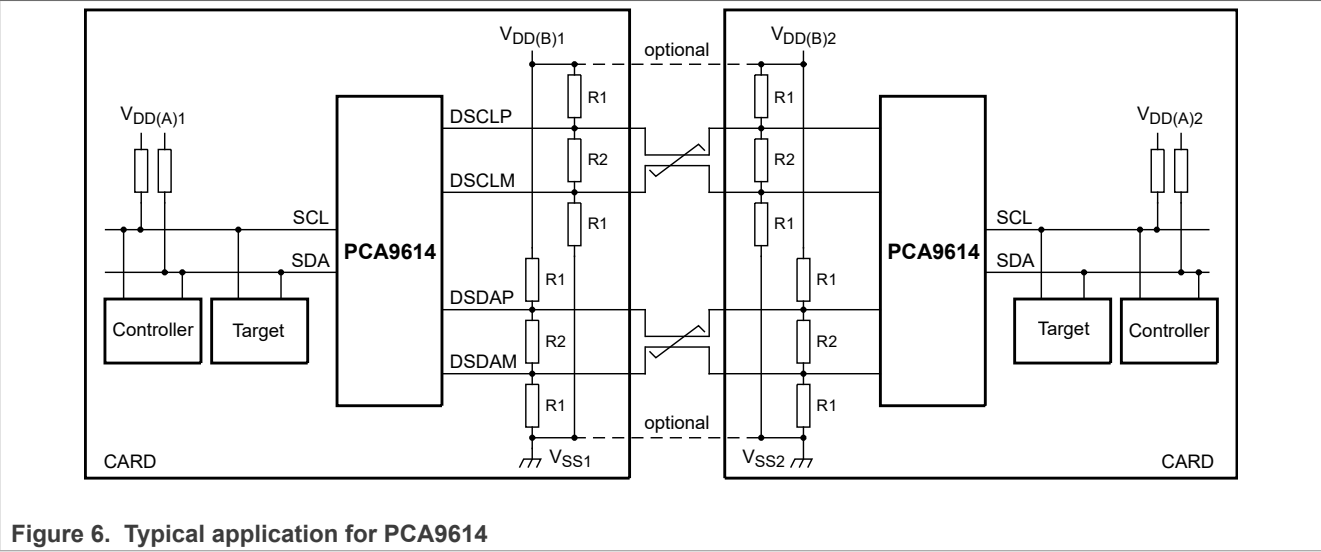 VDD(B)1
optional
VDD(B)2
R1
R1
VDD(A)1
DSCLP
VDD(A)2
R2
R2
DSCLM
SCL
R1
R1
SCL
PCA9614
PCA9614
SDA
SDA
R1
R1
DSDAP
Controller
Target
R2
R2
Target
Controller
DSDAM
R1
R1
optional
CARD
VSS1
VSS2
CARD
Figure 6. Typical application for PCA9614